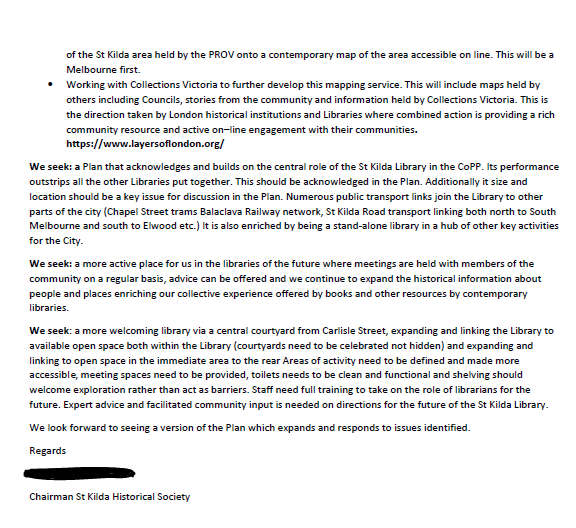 of the St Kilda area held by the PROV onto a contemporary map of the area accessible on line. This will be a
Melbourne first.
• Working with Collections Victoria to further develop this mapping service. This will include maps held by
others including Councils, stories from the community and information held by Collections Victoria. This is
the direction taken by London historical institutions and Libraries where combined action is providing a rich
community resource and active on–line engagement with their communities.
https://www.layersoflondon.org/
We seek: a Plan that acknowledges and builds on the central role of the St Kilda Library in the CoPP. Its performance
outstrips all the other Libraries put together. This should be acknowledged in the Plan. Additionally it size and
location should be a key issue for discussion in the Plan. Numerous public transport links join the Library to other
parts of the city (Chapel Street trams Balaclava Railway network, St Kilda Road transport linking both north to South
Melbourne and south to Elwood etc.) It is also enriched by being a stand-alone library in a hub of other key activities
for the City.
We seek: a more active place for us in the libraries of the future where meetings are held with members of the
community on a regular basis, advice can be offered and we continue to expand the historical information about
people and places enriching our collective experience offered by books and other resources by contemporary
libraries.
We seek: a more welcoming library via a central courtyard from Carlisle Street, expanding and linking the Library to
available open space both within the Library (courtyards need to be celebrated not hidden) and expanding and
linking to open space in the immediate area to the rear Areas of activity need to be defined and made more
accessible, meeting spaces need to be provided, toilets needs to be clean and functional and shelving should
welcome exploration rather than act as barriers. Staff need full training to take on the role of librarians for the
future. Expert advice and facilitated community input is needed on directions for the future of the St Kilda Library.
We look forward to seeing a version of the Plan which expands and responds to issues identified.
Regards
Chairman St Kilda Historical Society